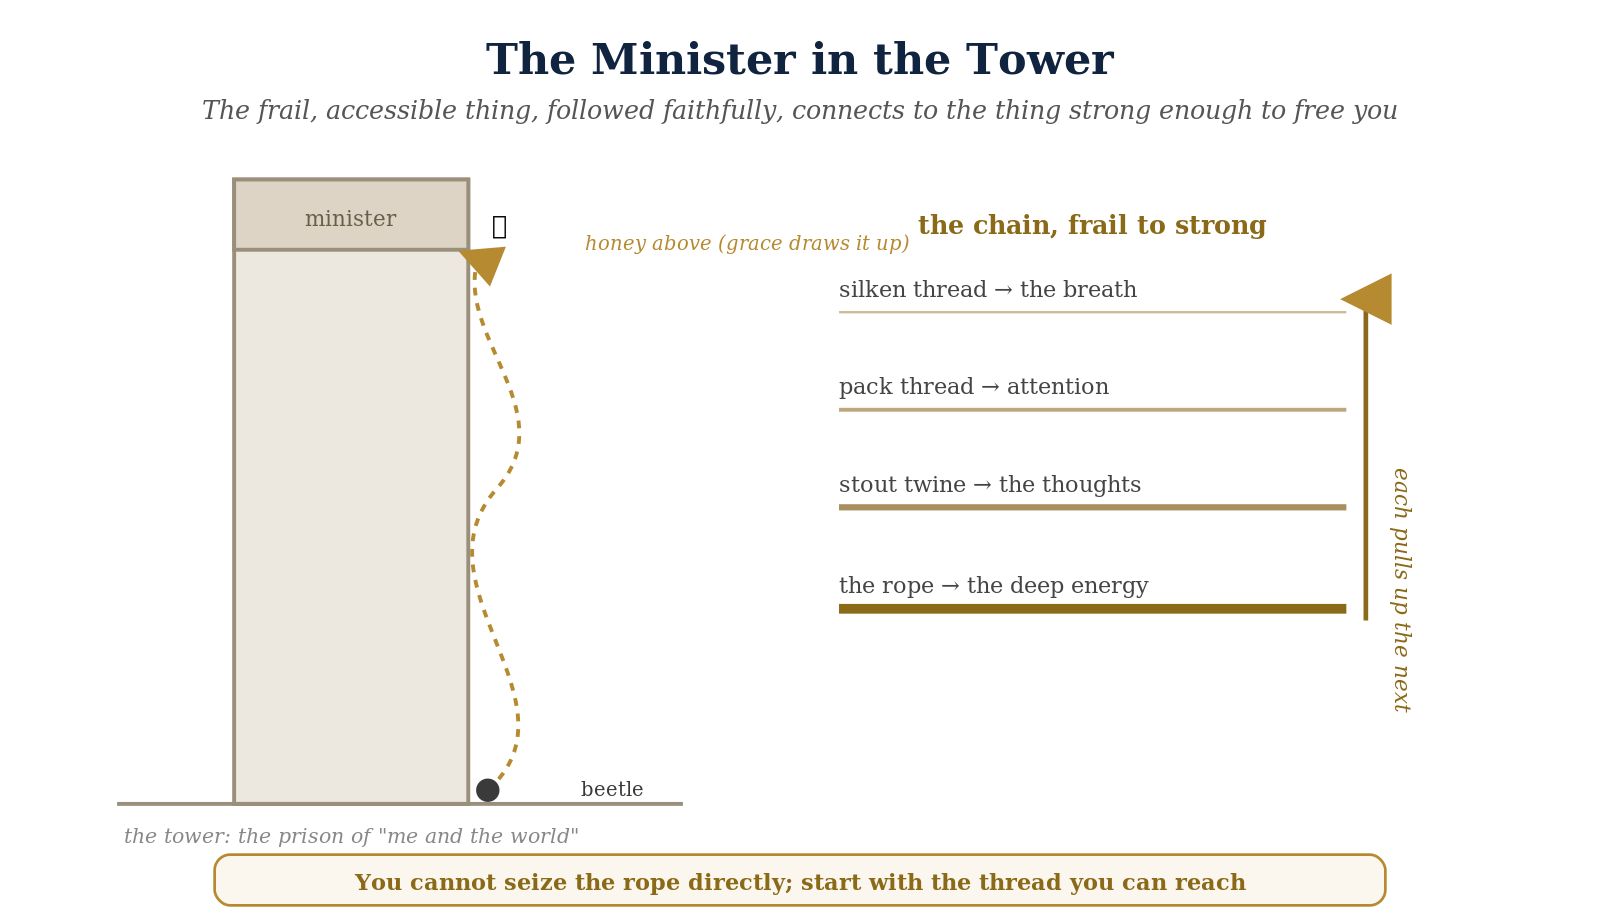 The Minister in the Tower
The frail, accessible thing, followed faithfully, connects to the thing strong enough to free you
minister
honey above (grace draws it up)
the chain, frail to strong
silken thread → the breath
pack thread → attention
stout twine → the thoughts
the rope → the deep energy
each pulls up the next
beetle
the tower: the prison of "me and the world"
You cannot seize the rope directly; start with the thread you can reach